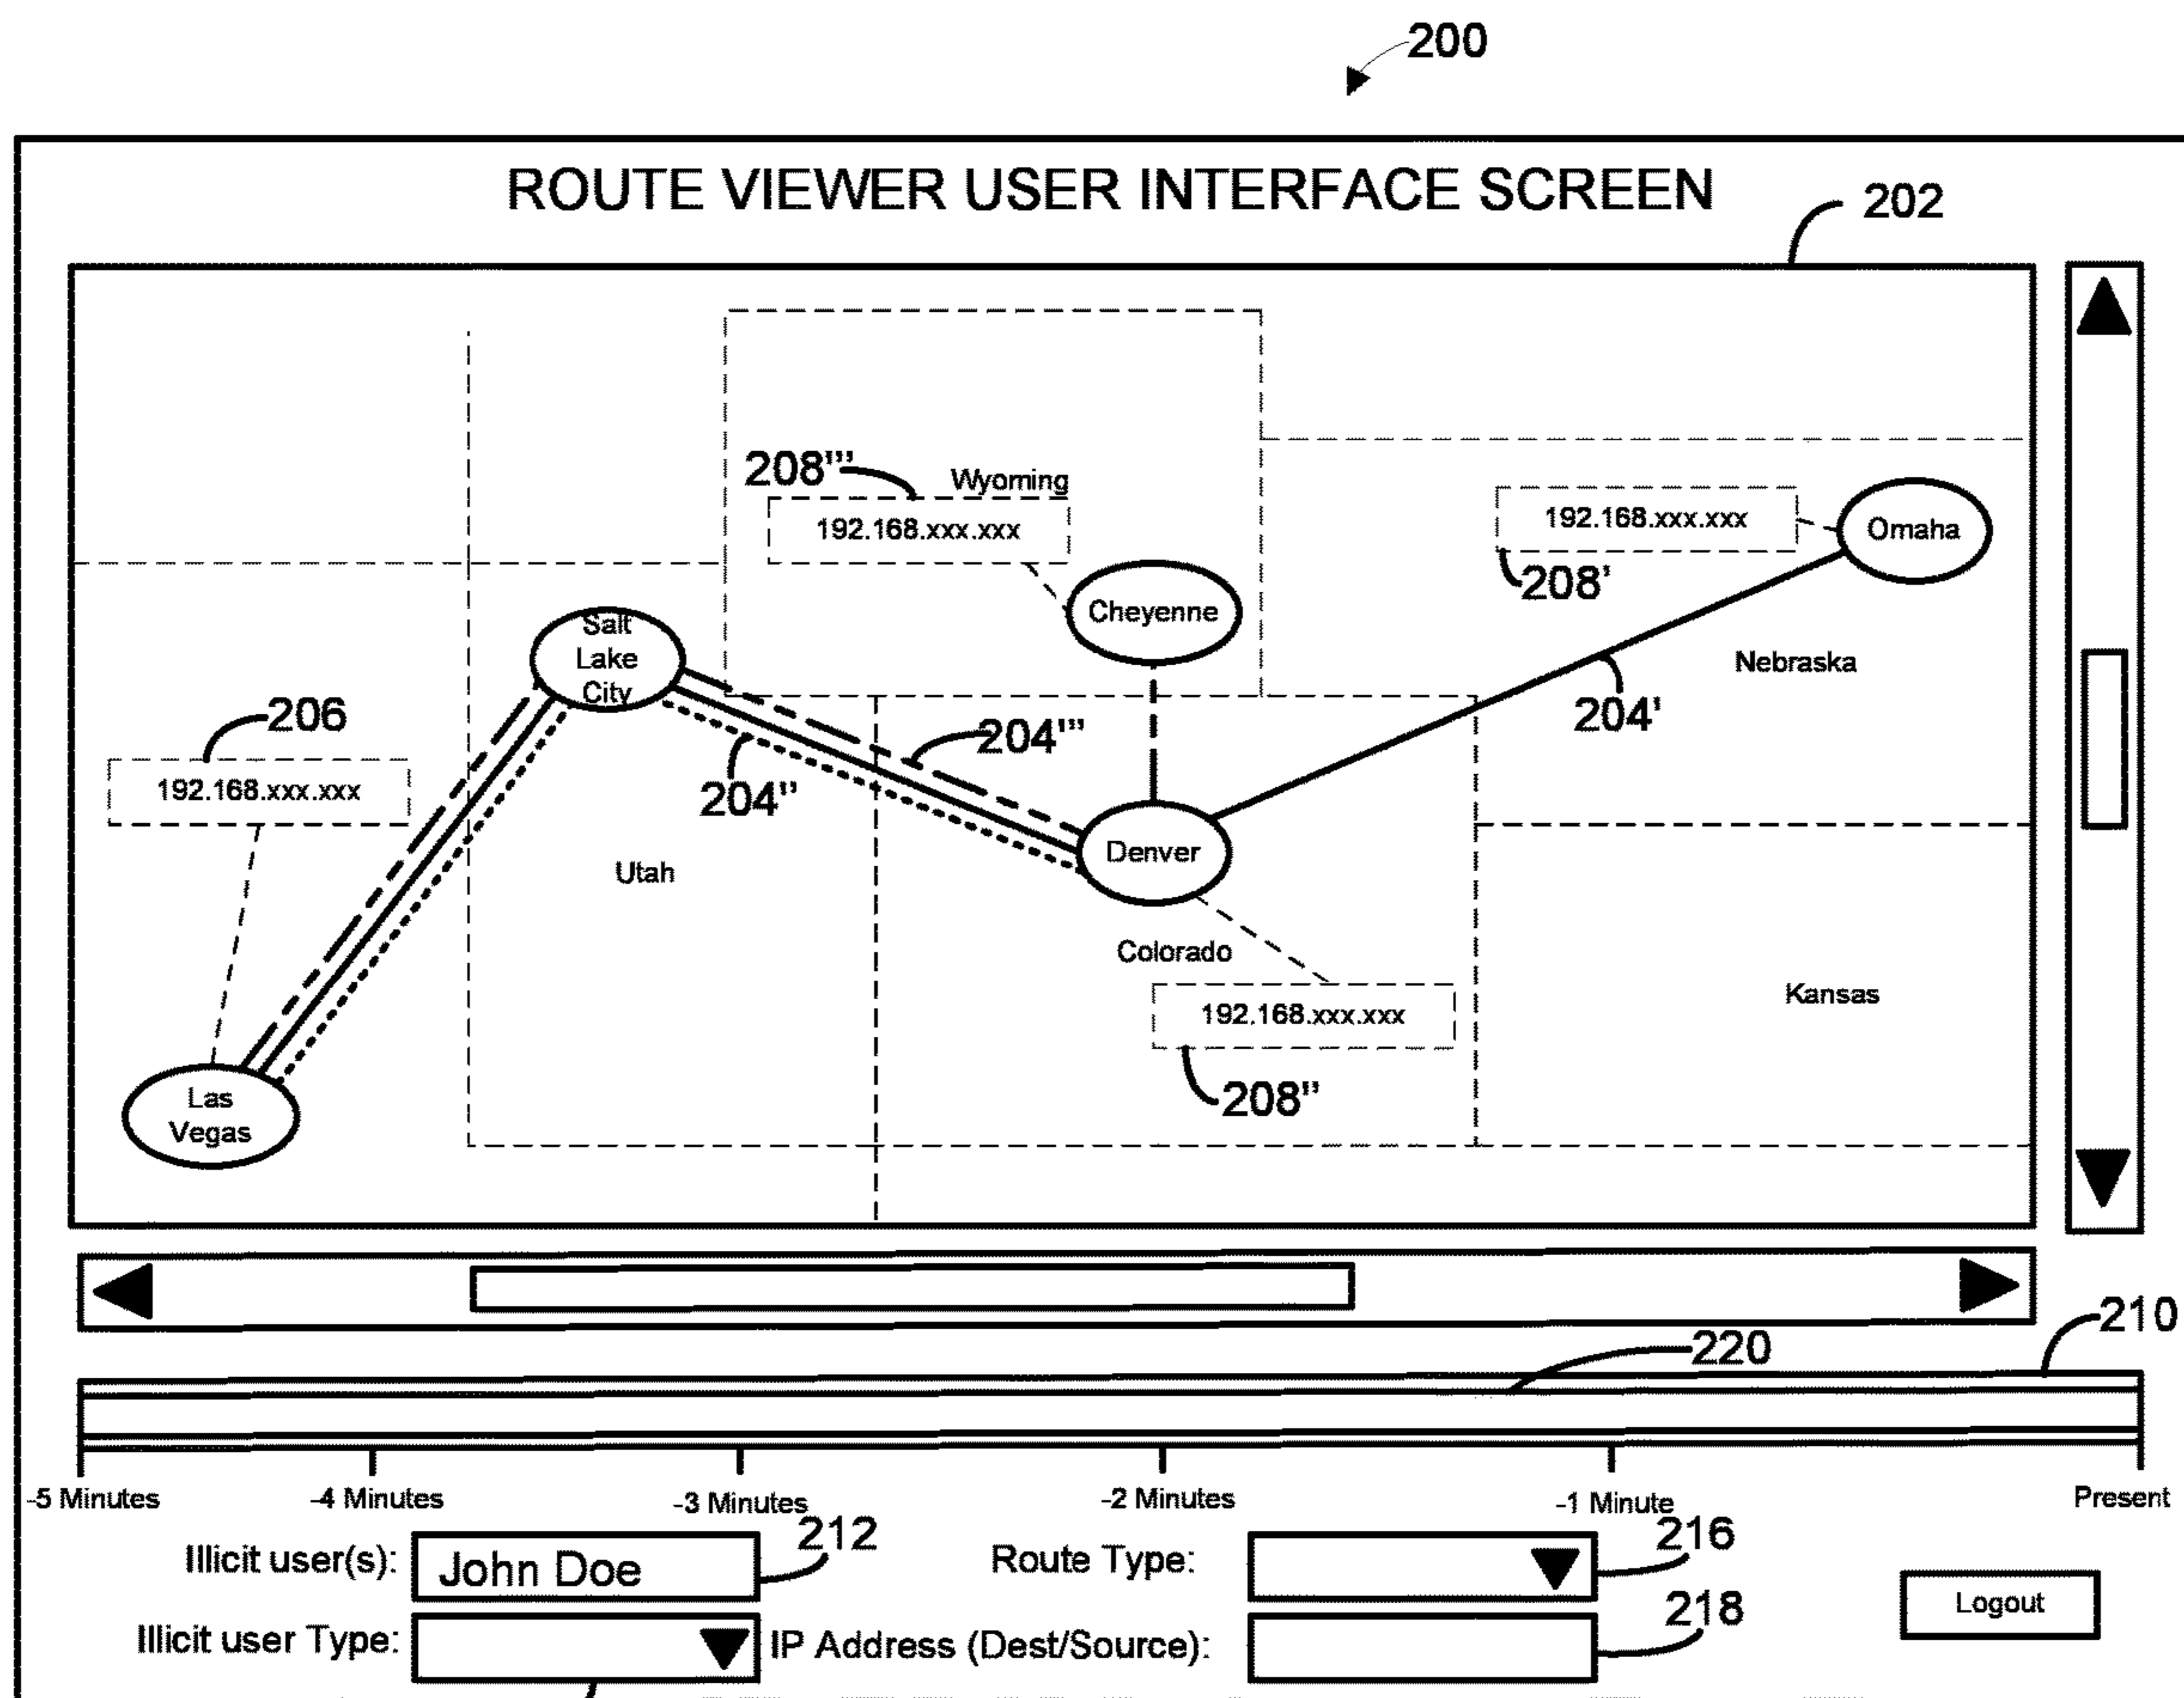 200
ROUTE VIEWER USER INTERFACE SCREEN
202
208''' Wyoming
192.168.xxx.xxx
192.168.xxx.xxx
Omaha
208'
Cheyenne
Salt
Lake
City
Nebraska
206
204'''
204'
192.168.xxx.xxx
204''
Denver
Utah
Colorado
Kansas
192.168.xxx.xxx
208''
Las
Vegas
210
220
-5 Minutes -4 Minutes -3 Minutes -2 Minutes -1 Minute Present
Illicit user(s): John Doe 212 Route Type: 216
Logout
Illicit user Type: IP Address (Dest/Source): 218